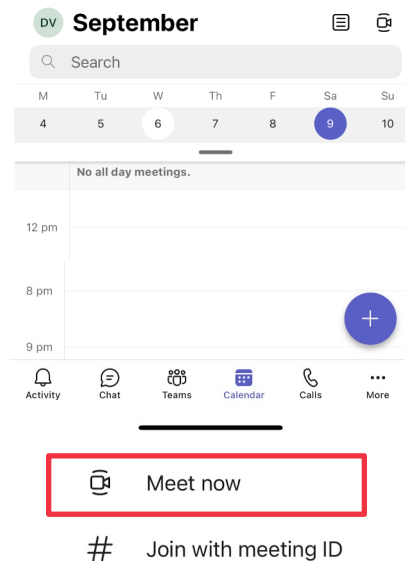 DV September
Search
M Tu W Th F Sa Su
4 5 6 7 8 9 10
No all day meetings.
12 pm
8 pm
9 pm
Activity Chat Teams Calendar Calls More
Meet now
# Join with meeting ID